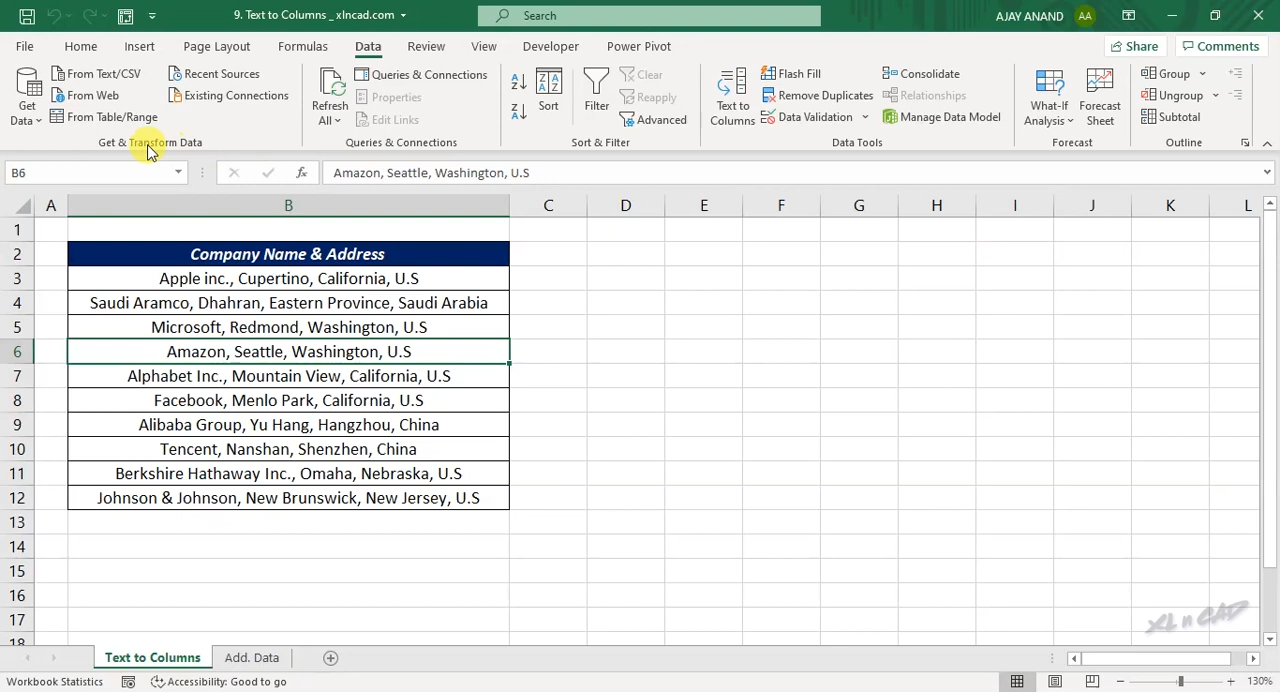 9. Text to Columns _ xlncad.com
Search
AJAY ANAND AA
File Home Insert Page Layout Formulas Data Review View Developer Power Pivot Share Comments
Get Data
From Text/CSV
From Web
From Table/Range
Recent Sources
Existing Connections
Get & Transform Data
Refresh All
Queries & Connections
Properties
Edit Links
Queries & Connections
Sort
Filter
Clear
Reapply
Advanced
Sort & Filter
Text to Columns
Flash Fill
Remove Duplicates
Data Validation
Consolidate
Relationships
Manage Data Model
Data Tools
What-If Analysis
Forecast Sheet
Forecast
Group
Ungroup
Subtotal
Outline
B6 fx Amazon, Seattle, Washington, U.S
A B C D E F G H I J K L
1
2 Company Name & Address
3 Apple inc., Cupertino, California, U.S
4 Saudi Aramco, Dhahran, Eastern Province, Saudi Arabia
5 Microsoft, Redmond, Washington, U.S
6 Amazon, Seattle, Washington, U.S
7 Alphabet Inc., Mountain View, California, U.S
8 Facebook, Menlo Park, California, U.S
9 Alibaba Group, Yu Hang, Hangzhou, China
10 Tencent, Nanshan, Shenzhen, China
11 Berkshire Hathaway Inc., Omaha, Nebraska, U.S
12 Johnson & Johnson, New Brunswick, New Jersey, U.S
13
14
15
16
17
18
XL n CAD
Text to Columns Add. Data
Workbook Statistics Accessibility: Good to go 130%